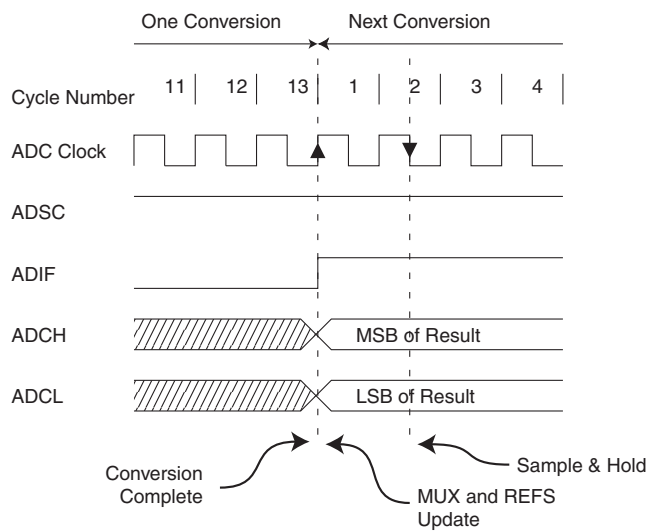 One Conversion Next Conversion
Cycle Number 11 12 13 1 2 3 4
ADC Clock
ADSC
ADIF
ADCH MSB of Result
ADCL LSB of Result
Sample & Hold
Conversion
Complete
MUX and REFS
Update